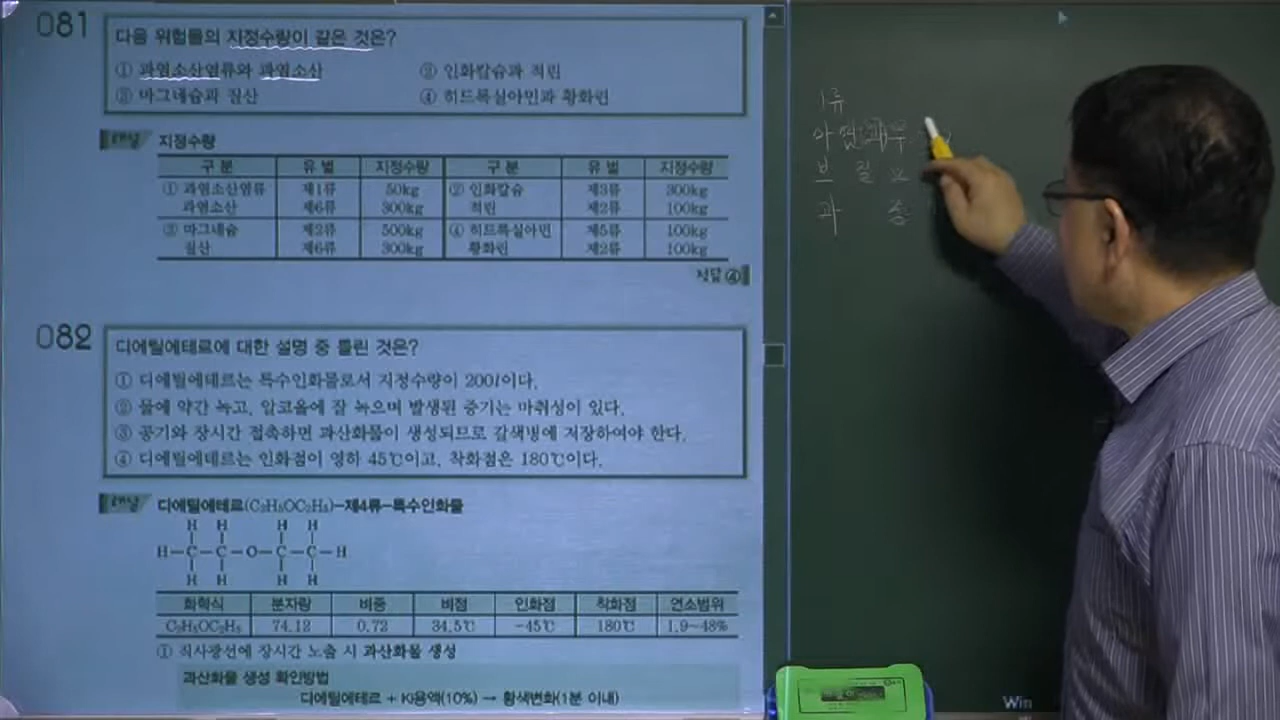 081
다음 위험물의 지정수량이 같은 것은?
① 과염소산염류와 과염소산 ② 인화칼슘과 적린
③ 마그네슘과 질산 ④ 히드록실아민과 황화린
해설 지정수량
구 분 유 별 지정수량 구 분 유 별 지정수량
① 과염소산염류 제1류 50kg ② 인화칼슘 제3류 300kg
과염소산 제6류 300kg 적린 제2류 100kg
③ 마그네슘 제2류 500kg ④ 히드록실아민 제5류 100kg
질산 제6류 300kg 황화린 제2류 100kg
정답 ④
082
디에틸에테르에 대한 설명 중 틀린 것은?
① 디에틸에테르는 특수인화물로서 지정수량이 200l이다.
② 물에 약간 녹고, 알코올에 잘 녹으며 발생된 증기는 마취성이 있다.
③ 공기와 장시간 접촉하면 과산화물이 생성되므로 갈색병에 저장하여야 한다.
④ 디에틸에테르는 인화점이 영하 45℃이고, 착화점은 180℃이다.
해설 디에틸에테르(C₂H₅OC₂H₅)-제4류-특수인화물
H H H H
H-C-C-O-C-C-H
H H H H
화학식 분자량 비중 비점 인화점 착화점 연소범위
C₂H₅OC₂H₅ 74.12 0.72 34.5℃ -45℃ 180℃ 1.9~48%
① 직사광선에 장시간 노출 시 과산화물 생성
과산화물 생성 확인방법
디에틸에테르 + KI용액(10%) → 황색변화(1분 이내)
1류
아 염 과 무
브 질 요
과 중
Win